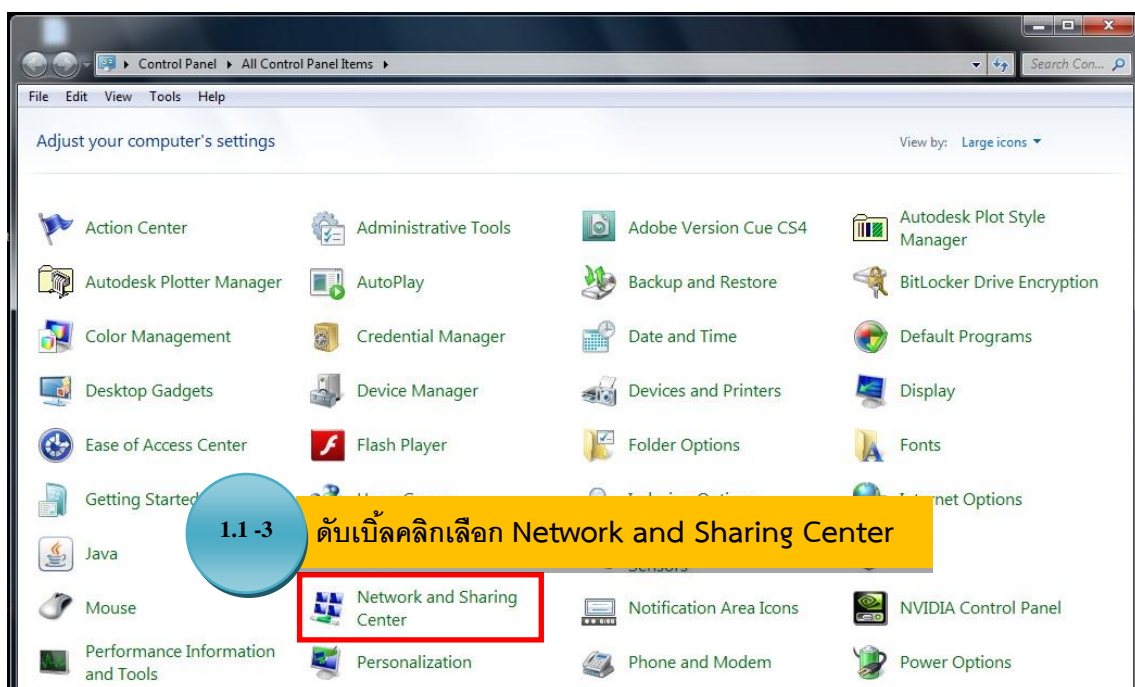 Control Panel ▸ All Control Panel Items ▸
Search Con...
File Edit View Tools Help
Adjust your computer's settings
View by: Large icons
Action Center
Administrative Tools
Adobe Version Cue CS4
Autodesk Plot Style
Manager
Autodesk Plotter Manager
AutoPlay
Backup and Restore
BitLocker Drive Encryption
Color Management
Credential Manager
Date and Time
Default Programs
Desktop Gadgets
Device Manager
Devices and Printers
Display
Ease of Access Center
Flash Player
Folder Options
Fonts
Getting Started
Options
1.1 -3
ดับเบิ้ลคลิกเลือก Network and Sharing Center
Java
Sensors
Mouse
Network and Sharing
Center
Notification Area Icons
NVIDIA Control Panel
Performance Information
and Tools
Personalization
Phone and Modem
Power Options